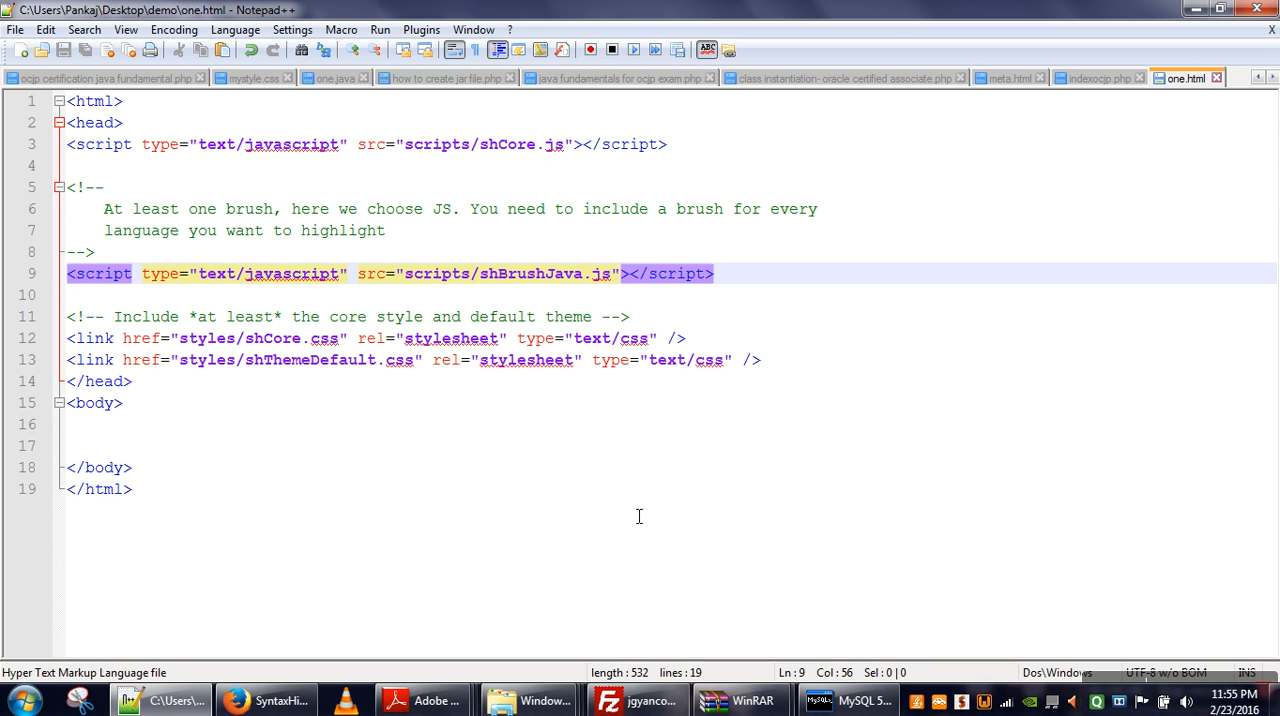 C:\Users\Pankaj\Desktop\demo\one.html - Notepad++
File Edit Search View Encoding Language Settings Macro Run Plugins Window ? X
ocjp certification java fundamental.php mystyle.css one.java how to create jar file.php java fundamentals for ocjp exam.php class instantiation- oracle certified associate.php meta.html indexocjp.php one.html
1 <html>
2 <head>
3 <script type="text/javascript" src="scripts/shCore.js"></script>
4
5 <!--
6 At least one brush, here we choose JS. You need to include a brush for every
7 language you want to highlight
8 -->
9 <script type="text/javascript" src="scripts/shBrushJava.js"></script>
10
11 <!-- Include *at least* the core style and default theme -->
12 <link href="styles/shCore.css" rel="stylesheet" type="text/css" />
13 <link href="styles/shThemeDefault.css" rel="stylesheet" type="text/css" />
14 </head>
15 <body>
16
17
18 </body>
19 </html>
Hyper Text Markup Language file length : 532 lines : 19 Ln : 9 Col : 56 Sel : 0 | 0 Dos\Windows UTF-8 w/o BOM INS
C:\Users\... SyntaxHi... Adobe ... Window... jgyanco... WinRAR MySQL 5... 11:55 PM
2/23/2016